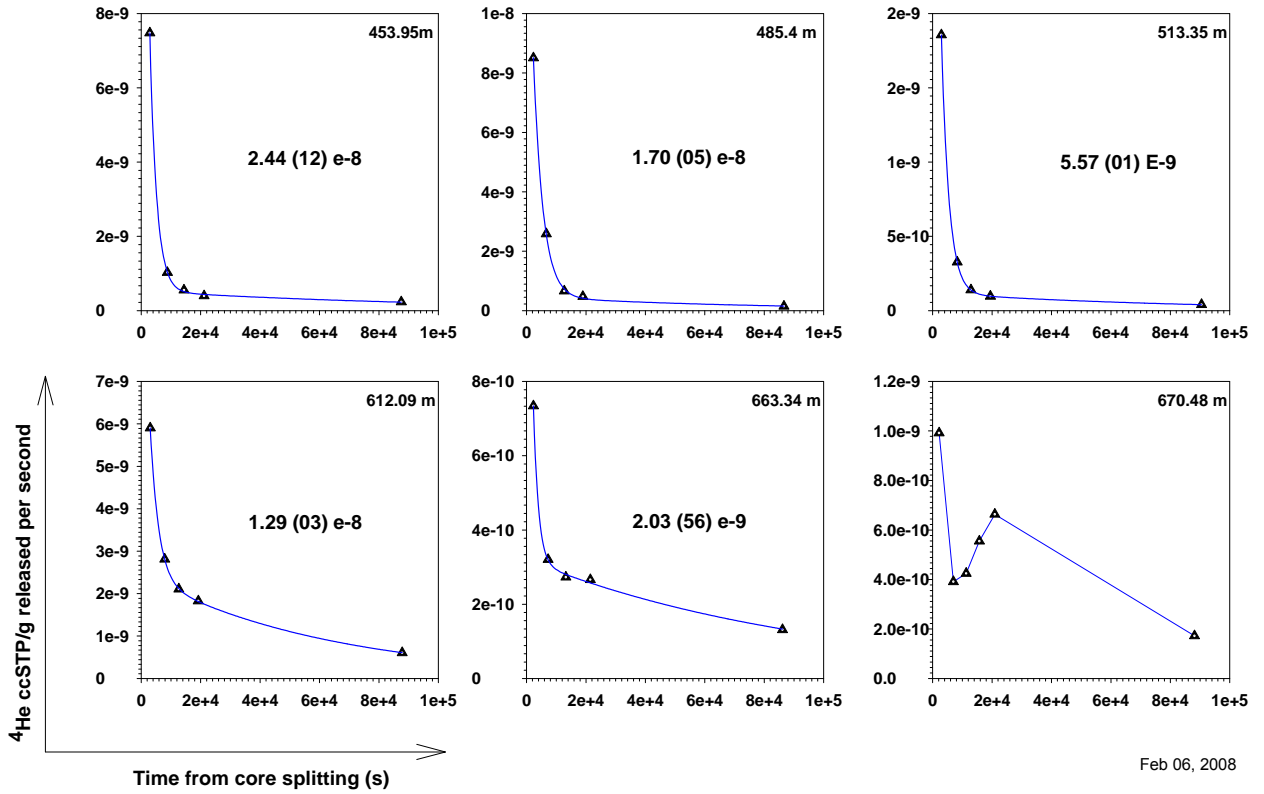 8e-9
6e-9
4e-9
2e-9
0
0 2e+4 4e+4 6e+4 8e+4 1e+5
453.95m
2.44 (12) e-8
1e-8
8e-9
6e-9
4e-9
2e-9
0
0 2e+4 4e+4 6e+4 8e+4 1e+5
485.4 m
1.70 (05) e-8
2e-9
2e-9
1e-9
5e-10
0
0 2e+4 4e+4 6e+4 8e+4 1e+5
513.35 m
5.57 (01) E-9
7e-9
6e-9
5e-9
4e-9
3e-9
2e-9
1e-9
0
0 2e+4 4e+4 6e+4 8e+4 1e+5
612.09 m
1.29 (03) e-8
8e-10
6e-10
4e-10
2e-10
0
0 2e+4 4e+4 6e+4 8e+4 1e+5
663.34 m
2.03 (56) e-9
1.2e-9
1.0e-9
8.0e-10
6.0e-10
4.0e-10
2.0e-10
0.0
0 2e+4 4e+4 6e+4 8e+4 1e+5
670.48 m
⁴He ccSTP/g released per second
Time from core splitting (s)
Feb 06, 2008